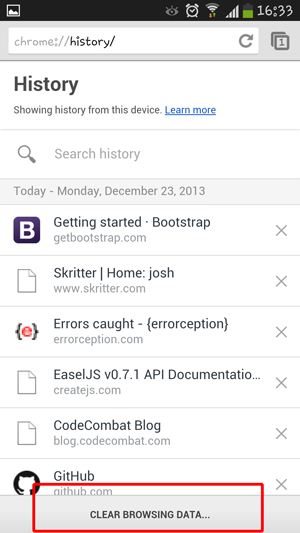 16:33
chrome://history/
1
History
Showing history from this device. Learn more
Search history
Today - Monday, December 23, 2013
B
Getting started · Bootstrap
getbootstrap.com
Skritter | Home: josh
www.skritter.com
Errors caught - {errorception}
errorception.com
EaselJS v0.7.1 API Documentatio...
createjs.com
CodeCombat Blog
blog.codecombat.com
GitHub
github.com
CLEAR BROWSING DATA...